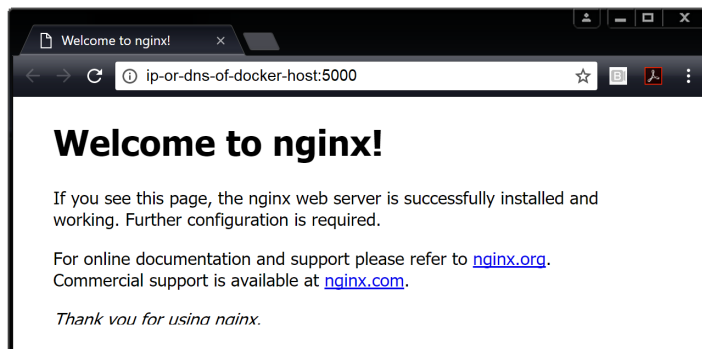 Welcome to nginx!
ip-or-dns-of-docker-host:5000
Welcome to nginx!
If you see this page, the nginx web server is successfully installed and
working. Further configuration is required.
For online documentation and support please refer to nginx.org.
Commercial support is available at nginx.com.
Thank you for using nginx.